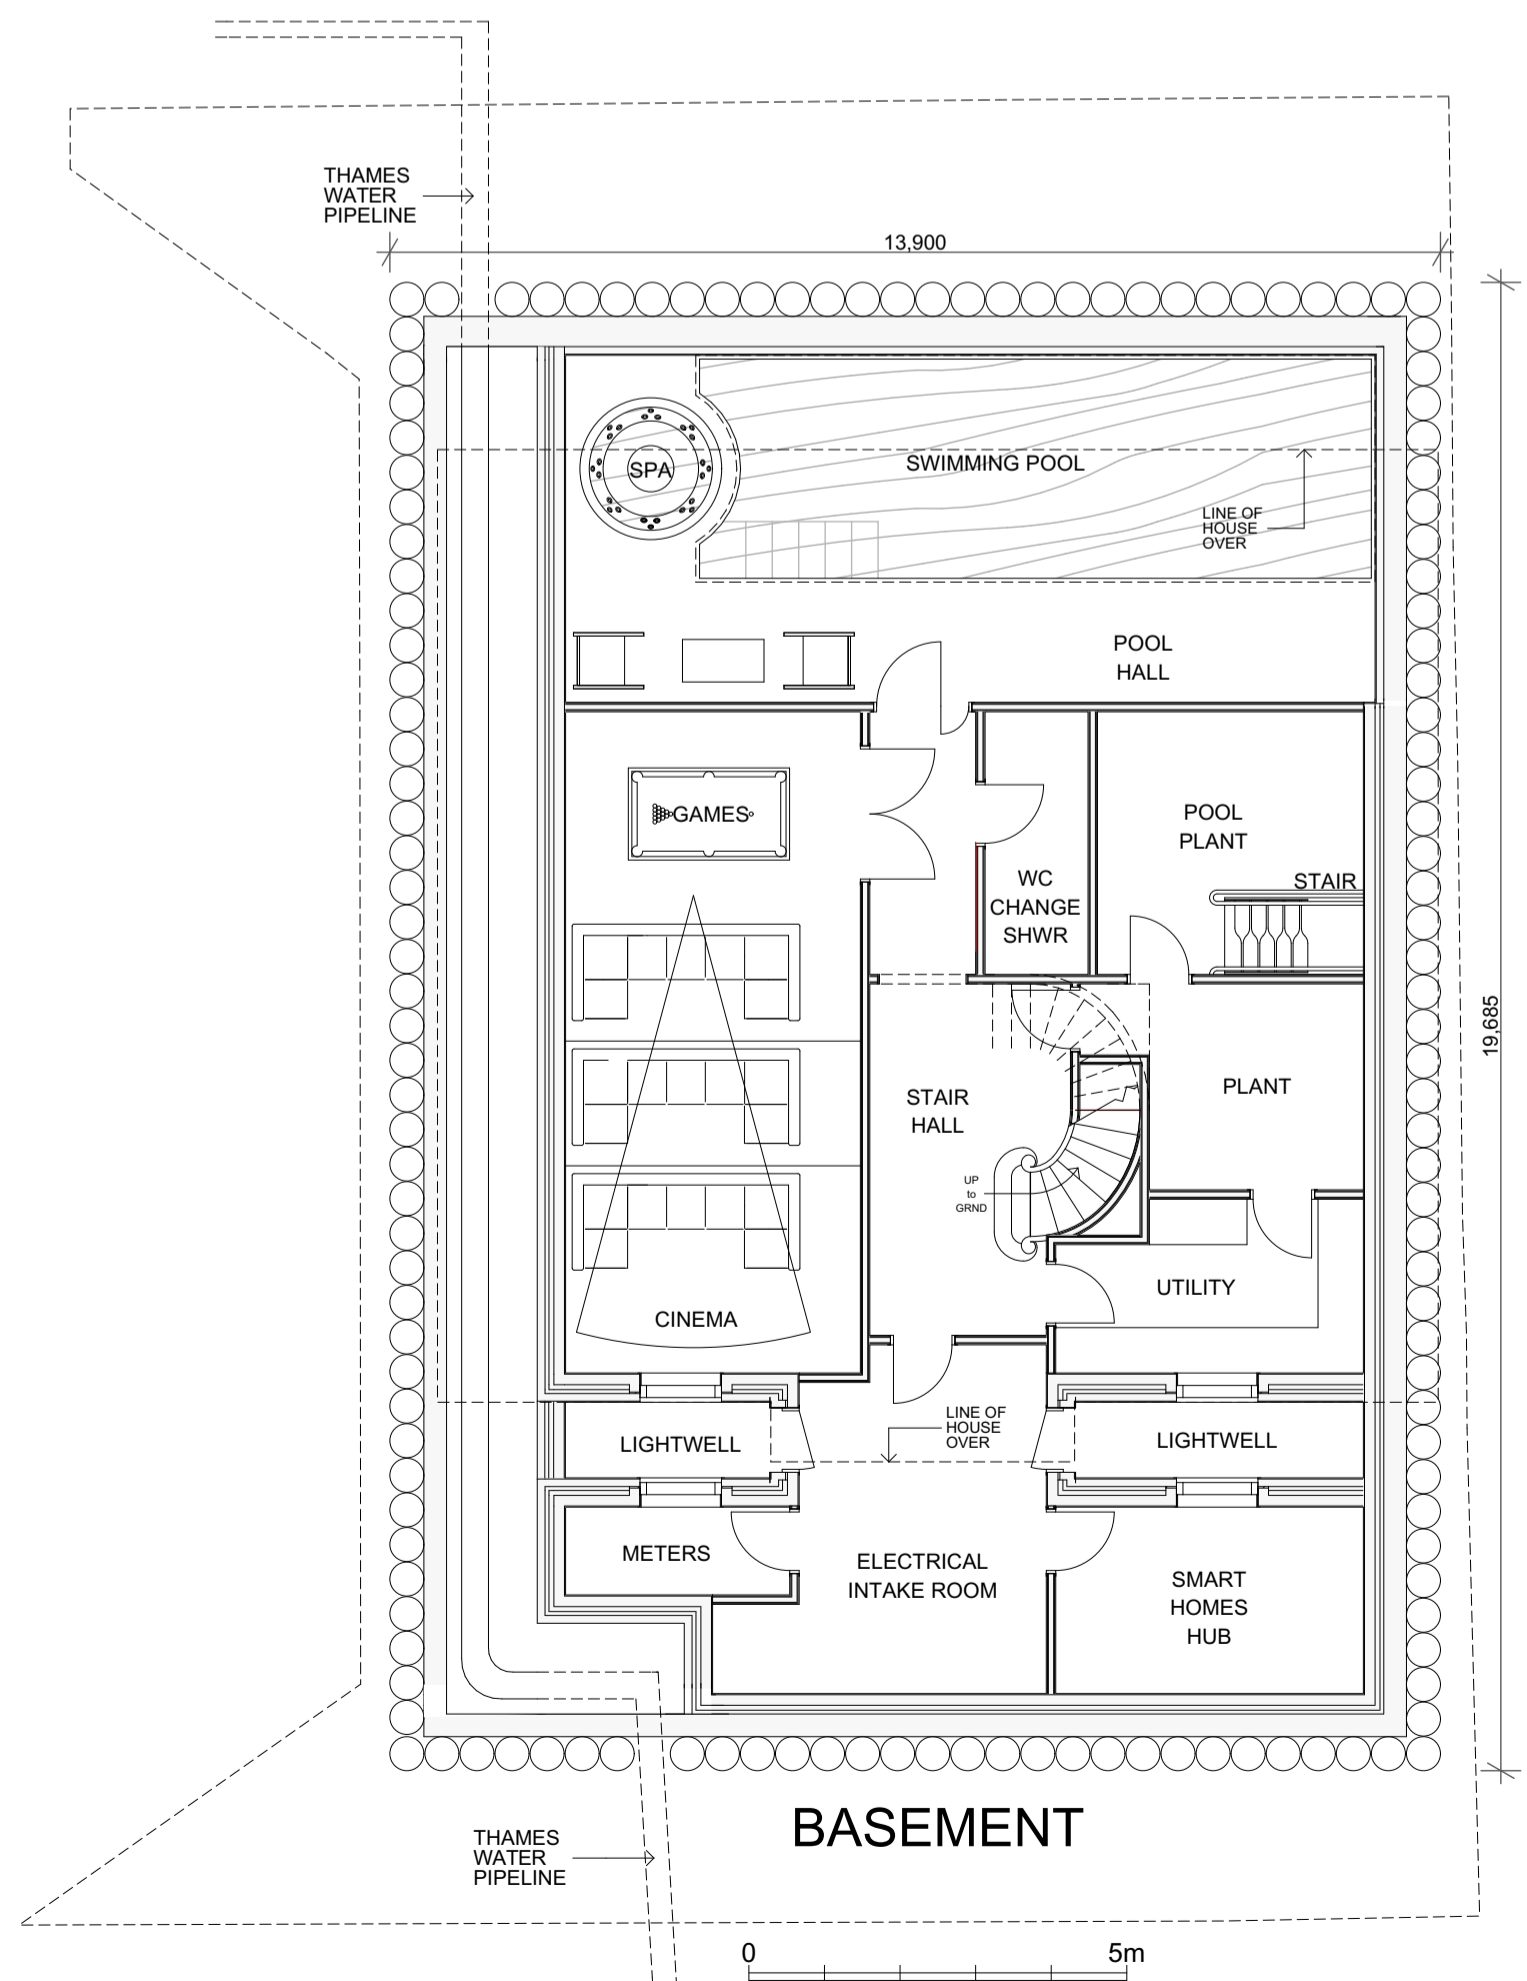 THAMES
WATER
PIPELINE
13,900
SPA
SWIMMING POOL
LINE OF
HOUSE
OVER
POOL
HALL
GAMES
POOL
PLANT
WC
CHANGE
SHWR
STAIR
19,685
STAIR
HALL
PLANT
UP
to
GRND
UTILITY
CINEMA
LINE OF
HOUSE
OVER
LIGHTWELL
LIGHTWELL
METERS
ELECTRICAL
INTAKE ROOM
SMART
HOMES
HUB
BASEMENT
THAMES
WATER
PIPELINE
0 5m